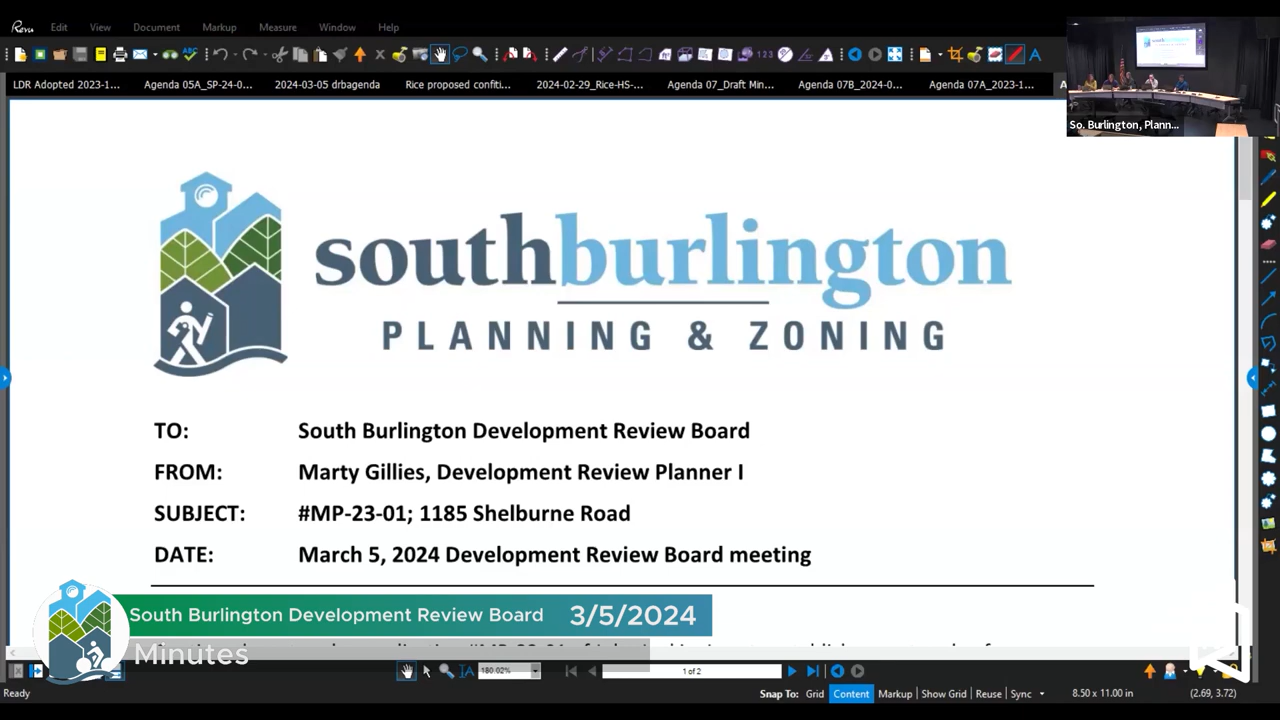 Revu Edit View Document Markup Measure Window Help
LDR Adopted 2023-1... Agenda 05A_SP-24-0... 2024-03-05 drbagenda Rice proposed confiti... 2024-02-29_Rice-HS-... Agenda 07_Draft Min... Agenda 07B_2024-0... Agenda 07A_2023-1...
So. Burlington, Plann...
southburlington
PLANNING & ZONING
TO: South Burlington Development Review Board
FROM: Marty Gillies, Development Review Planner I
SUBJECT: #MP-23-01; 1185 Shelburne Road
DATE: March 5, 2024 Development Review Board meeting
South Burlington Development Review Board 3/5/2024
Minutes
180.02% 1 of 2
Ready Snap To: Grid Content Markup Show Grid Reuse Sync 8.50 x 11.00 in (2.69, 3.72)